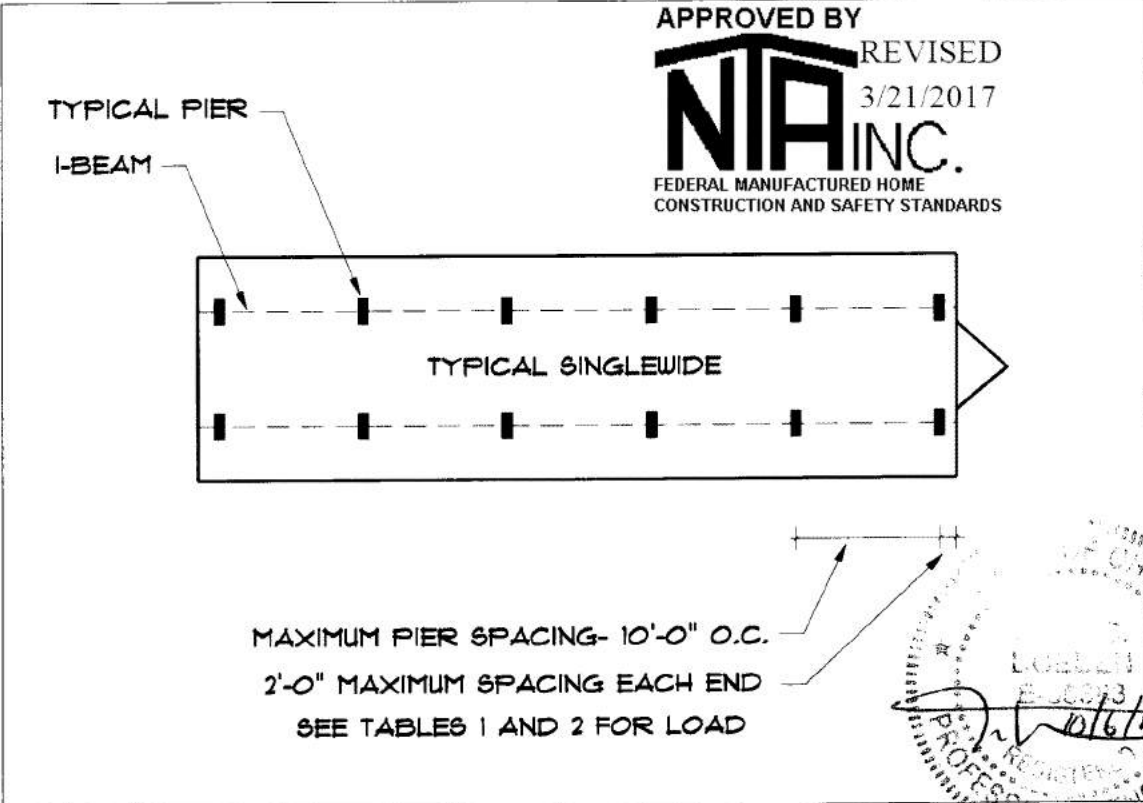 APPROVED BY
NTA INC.
REVISED
3/21/2017
FEDERAL MANUFACTURED HOME
CONSTRUCTION AND SAFETY STANDARDS
TYPICAL PIER
I-BEAM
TYPICAL SINGLEWIDE
MAXIMUM PIER SPACING- 10'-0" O.C.
2'-0" MAXIMUM SPACING EACH END
SEE TABLES 1 AND 2 FOR LOAD
10/6/